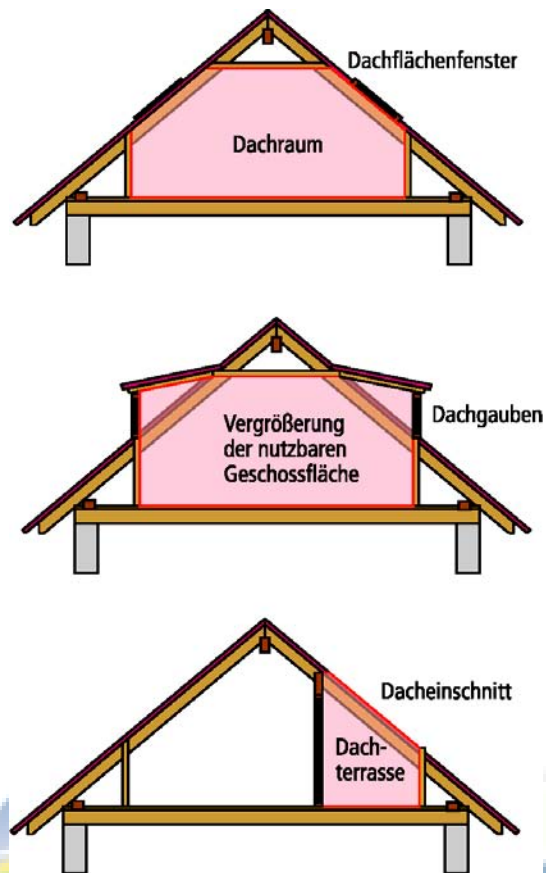 Dachflächenfenster
Dachraum
Dachgauben
Vergrößerung
der nutzbaren
Geschossfläche
Dacheinschnitt
Dach-
terrasse